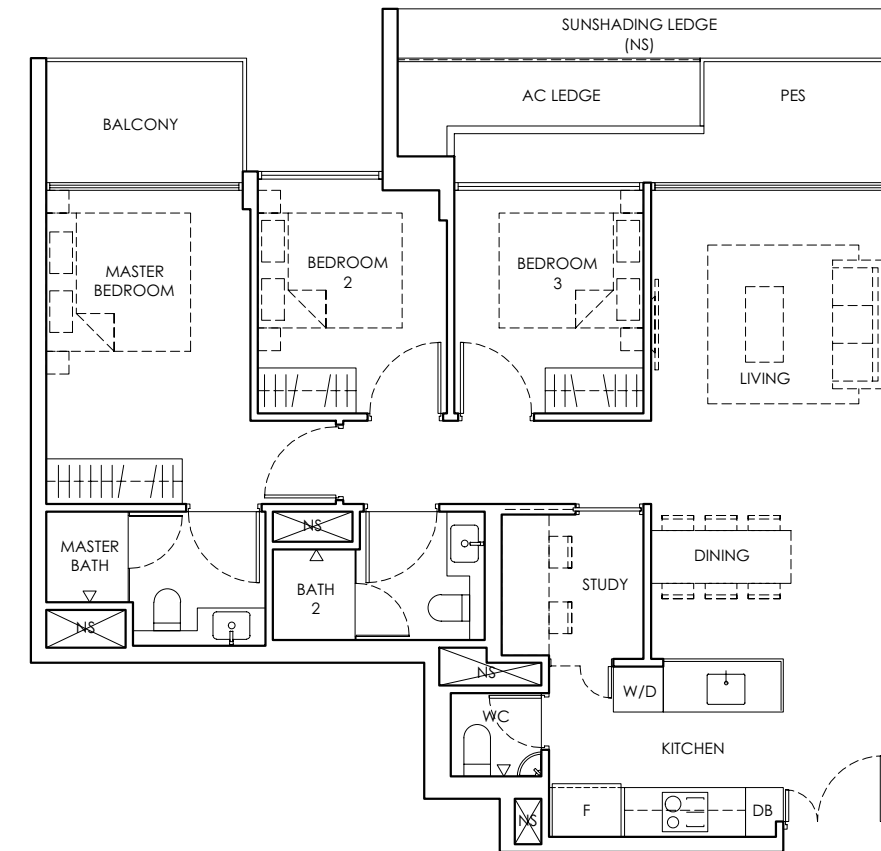 SUNSHADING LEDGE
(NS)
AC LEDGE
PES
BALCONY
MASTER
BEDROOM
BEDROOM
2
BEDROOM
3
LIVING
NS
MASTER
BATH
BATH
2
STUDY
DINING
NS
NS
W/D
WC
KITCHEN
F
DB
NS